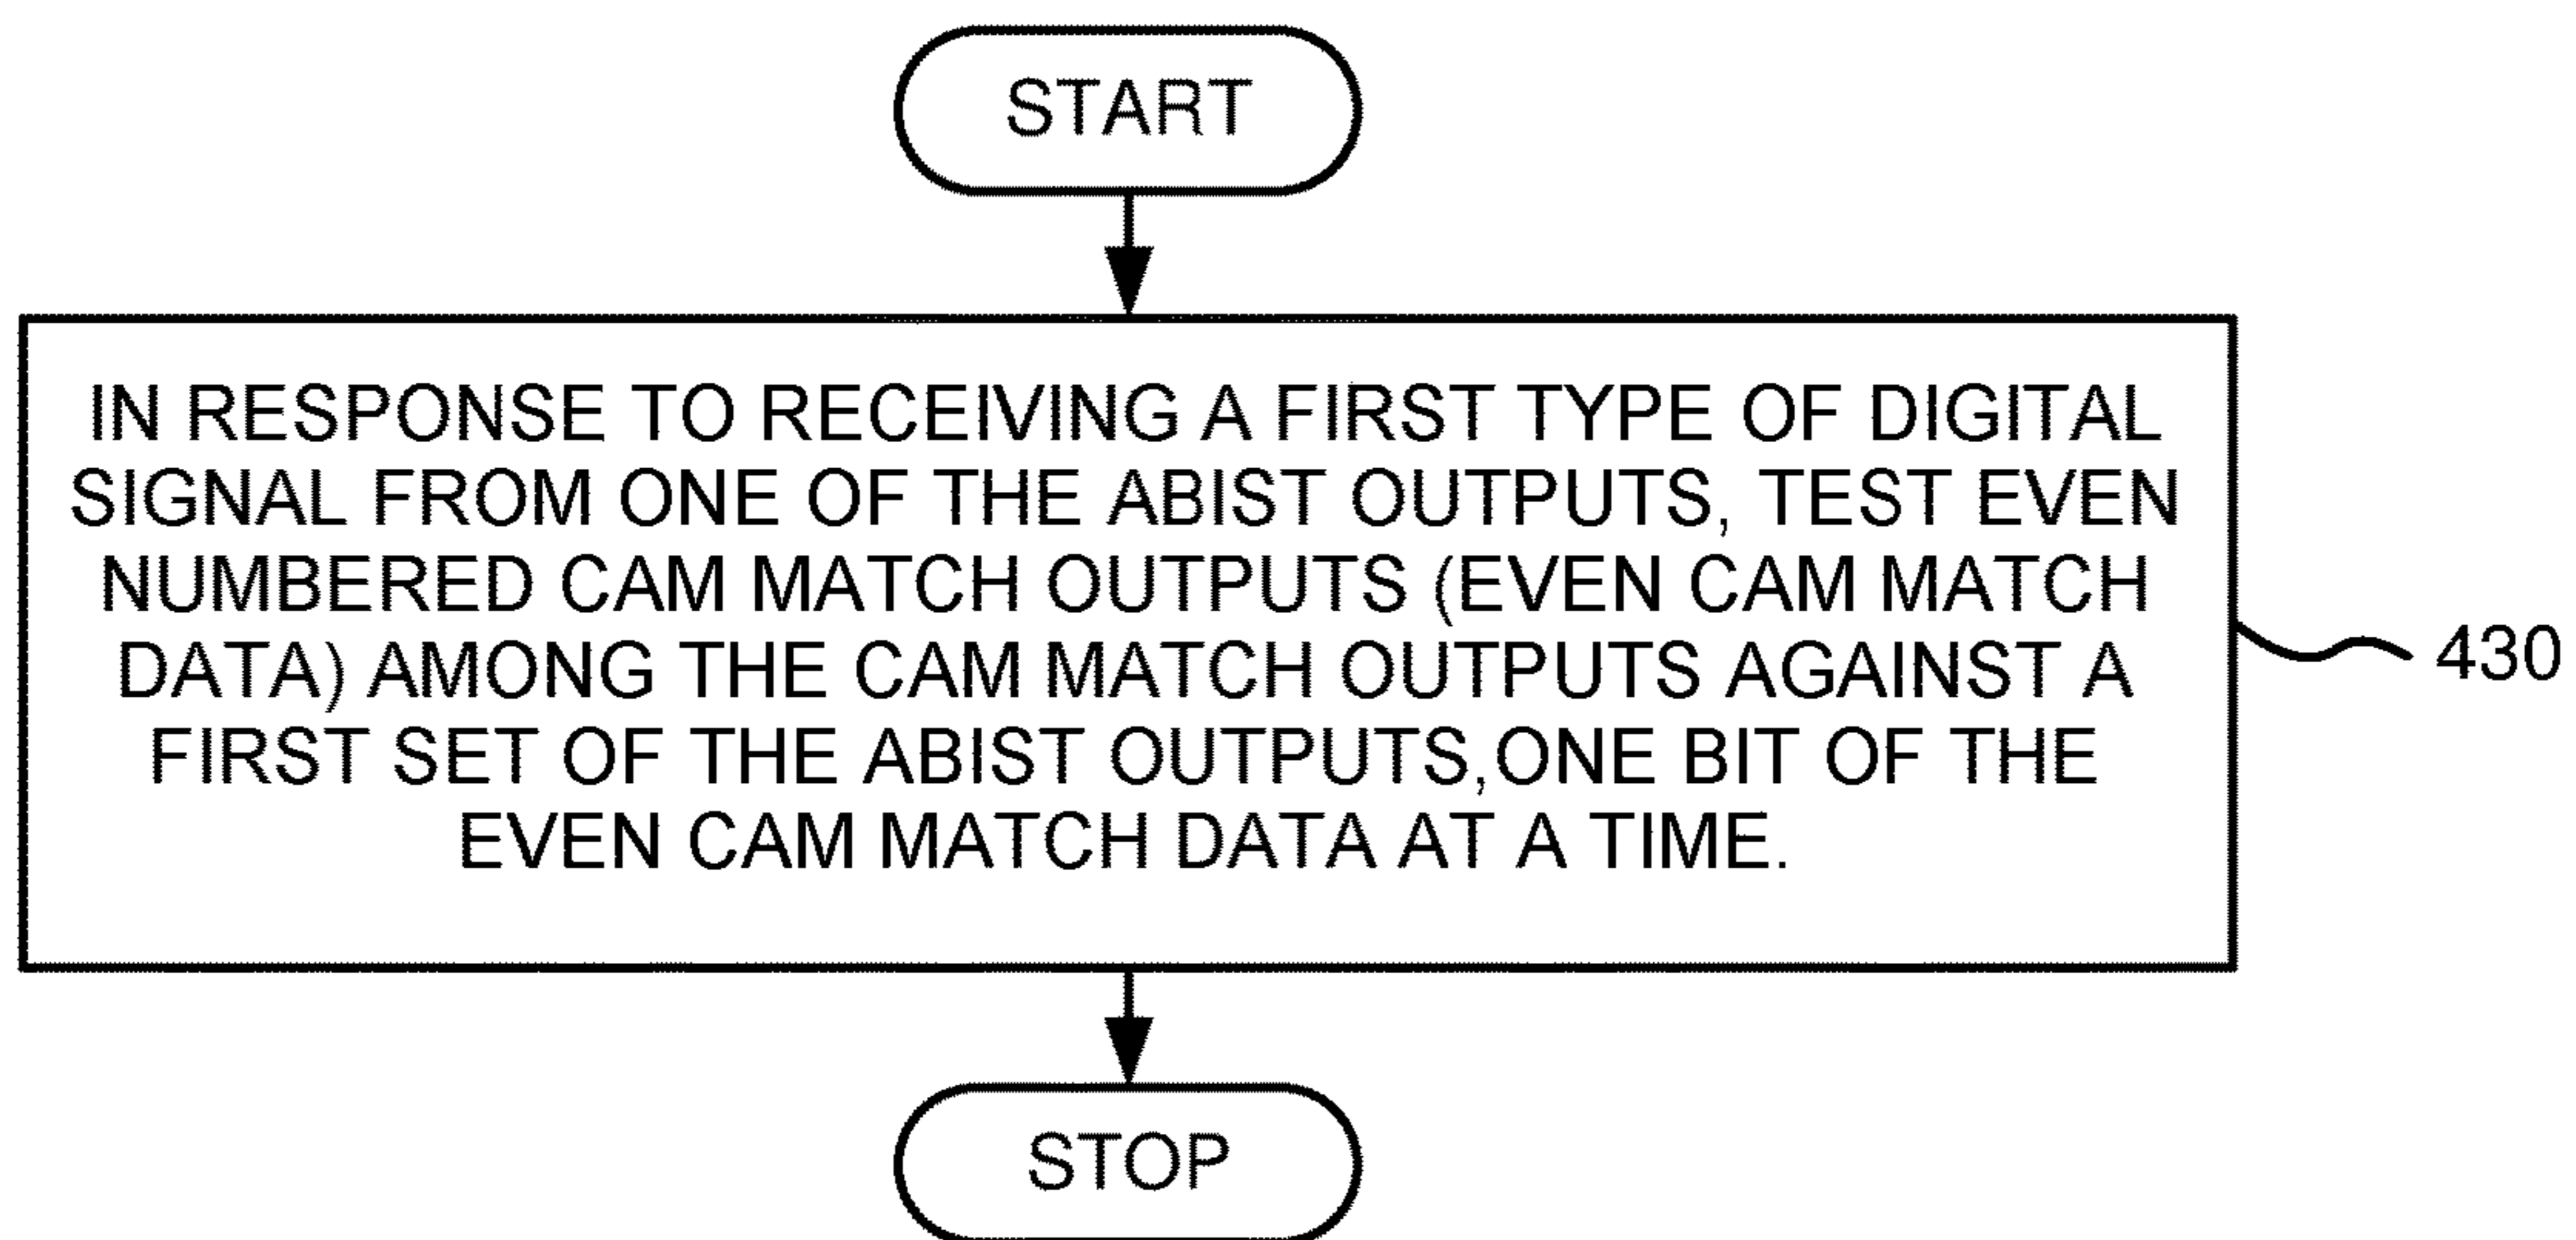 START
IN RESPONSE TO RECEIVING A FIRST TYPE OF DIGITAL
SIGNAL FROM ONE OF THE ABIST OUTPUTS, TEST EVEN
NUMBERED CAM MATCH OUTPUTS (EVEN CAM MATCH
DATA) AMONG THE CAM MATCH OUTPUTS AGAINST A
FIRST SET OF THE ABIST OUTPUTS,ONE BIT OF THE
EVEN CAM MATCH DATA AT A TIME.
430
STOP